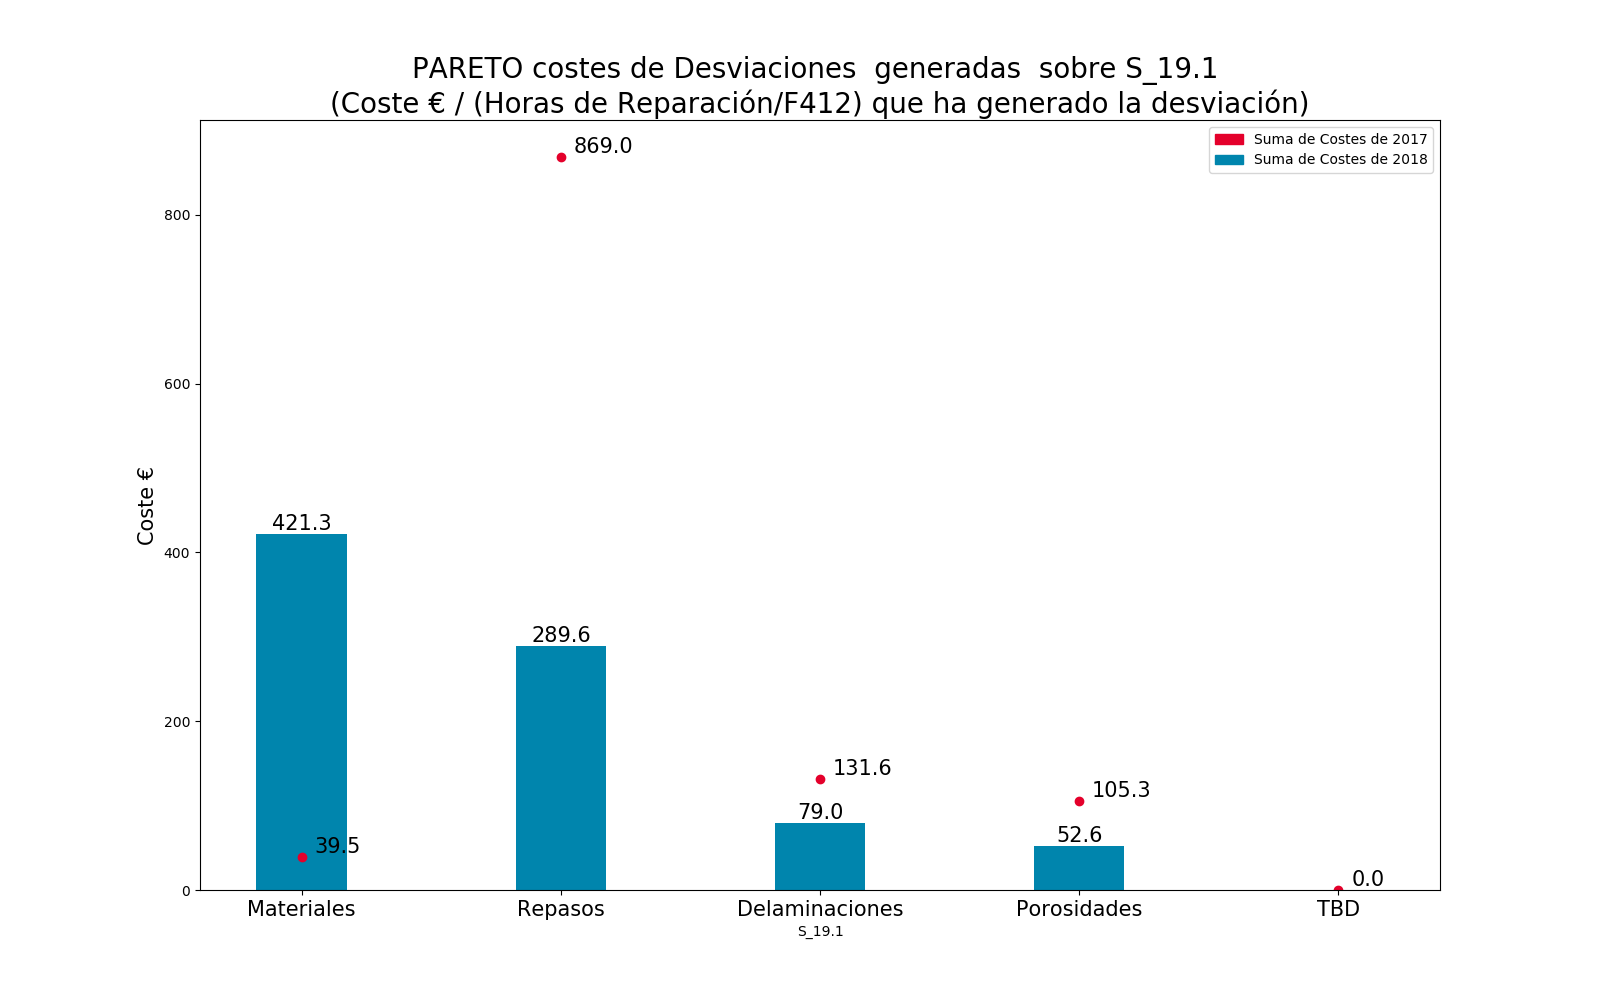 PARETO costes de Desviaciones  generadas  sobre S_19.1
(Coste € / (Horas de Reparación/F412) que ha generado la desviación)
Suma de Costes de 2017
Suma de Costes de 2018
869.0
800
600
Coste €
421.3
400
289.6
200
131.6
105.3
79.0
52.6
39.5
0.0
0
Materiales Repasos Delaminaciones Porosidades TBD
S_19.1